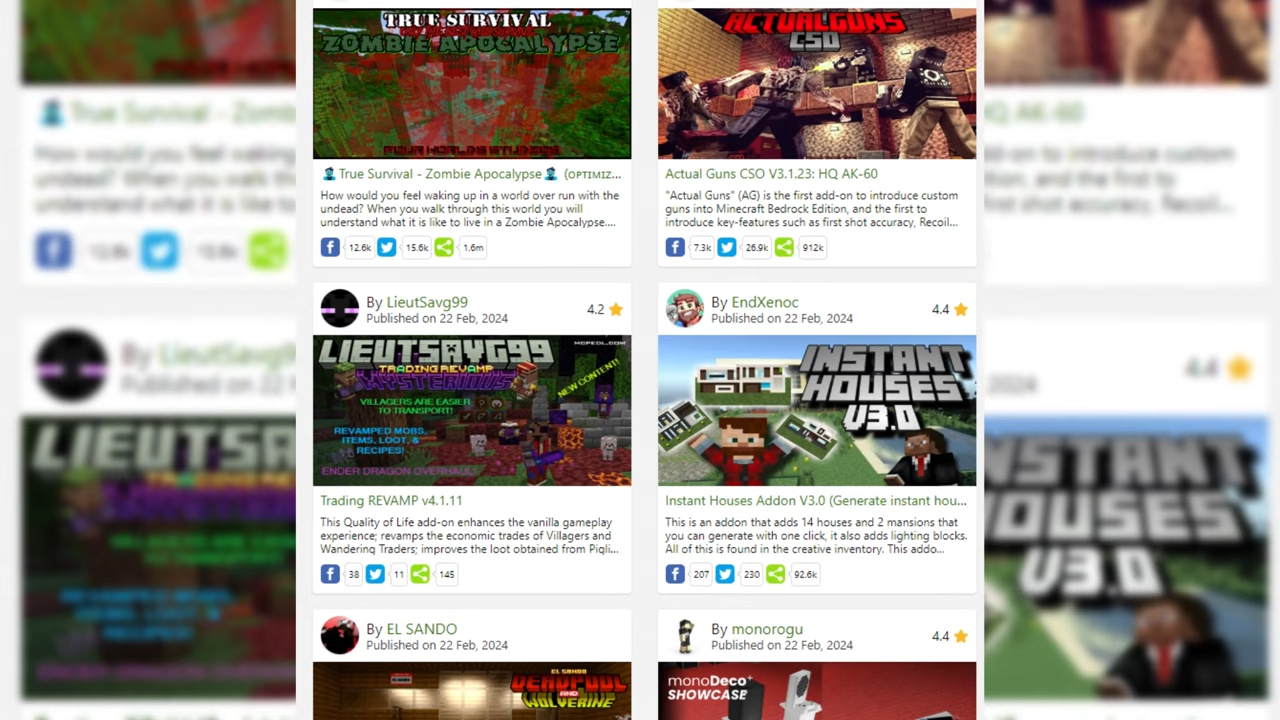 TRUE SURVIVAL
ZOMBIE APOCALYPSE
FOUR WORLDS STUDIOS
True Survival - Zombie Apocalypse (OPTIMIZ...
How would you feel waking up in a world over run with the
undead? When you walk through this world you will
understand what it is like to live in a Zombie Apocalypse....
12.6k 15.6k 1.6m
ACTUALGUNS
CSO
Actual Guns CSO V3.1.23: HQ AK-60
"Actual Guns" (AG) is the first add-on to introduce custom
guns into Minecraft Bedrock Edition, and the first to
introduce key-features such as first shot accuracy, Recoil...
7.3k 26.9k 912k
By LieutSavg99
Published on 22 Feb, 2024
4.2
LIEUTSAVG99
MCPEDL.COM
TRADING REVAMP
MYSTERIOUS
NEW CONTENT!
VILLAGERS ARE EASIER
TO TRANSPORT!
REVAMPED MOBS,
ITEMS, LOOT, &
RECIPES!
ENDER DRAGON OVERHAUL!
Trading REVAMP v4.1.11
This Quality of Life add-on enhances the vanilla gameplay
experience; revamps the economic trades of Villagers and
Wandering Traders; improves the loot obtained from Pigli...
38 11 145
By EndXenoc
Published on 22 Feb, 2024
4.4
INSTANT
HOUSES
V3.0
Instant Houses Addon V3.0 (Generate instant hou...
This is an addon that adds 14 houses and 2 mansions that
you can generate with one click, it also adds lighting blocks.
All of this is found in the creative inventory. This addo...
207 230 92.6k
By EL SANDO
Published on 22 Feb, 2024
EL SANDO
DEADPOOL
AND
WOLVERINE
By monorogu
Published on 22 Feb, 2024
4.4
monoDeco+
SHOWCASE